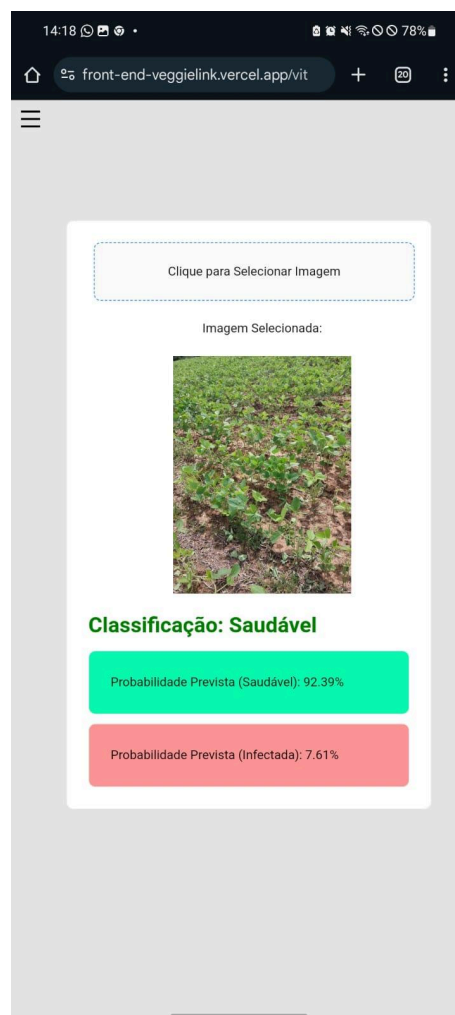 14:18 78%
front-end-veggielink.vercel.app/vit 20
Clique para Selecionar Imagem
Imagem Selecionada:
Classificação: Saudável
Probabilidade Prevista (Saudável): 92.39%
Probabilidade Prevista (Infectada): 7.61%